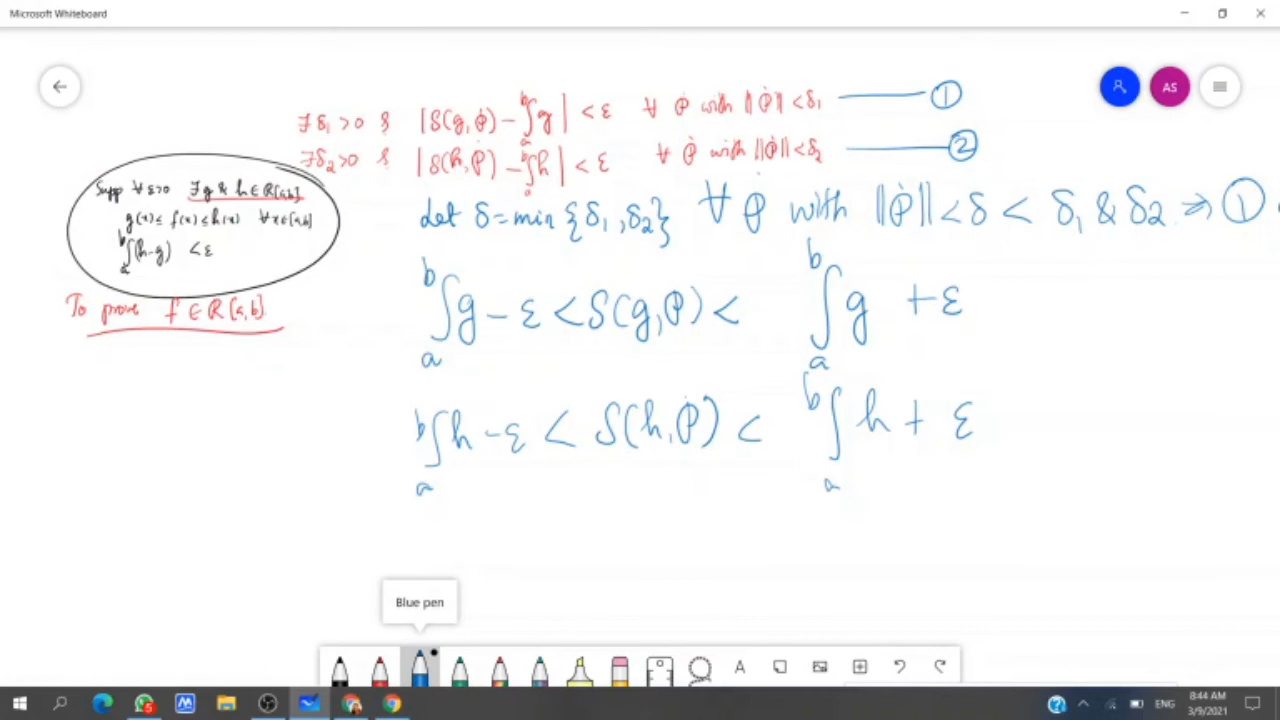 Microsoft Whiteboard
AS
∃ δ₁ > 0 ∋ |S(g, Ṗ) − ∫ₐᵇ g| < ε ∀ Ṗ with ||Ṗ|| < δ₁ —— ①
∃ δ₂ > 0 ∋ |S(h, Ṗ) − ∫ₐᵇ h| < ε ∀ Ṗ with ||Ṗ|| < δ₂ —— ②
Supp ∀ ε>0 ∃ g & h ∈ R[a,b]
g(x) ≤ f(x) ≤ h(x) ∀ x ∈ [a,b]
∫ₐᵇ (h−g) < ε
To prove f ∈ R[a,b]
Let δ = min {δ₁, δ₂} ∀ Ṗ with ||Ṗ|| < δ < δ₁ & δ₂ ⇒ ①
∫ₐᵇ g − ε < S(g, Ṗ) < ∫ₐᵇ g + ε
∫ₐᵇ h − ε < S(h, Ṗ) < ∫ₐᵇ h + ε
Blue pen
A
5
ENG
8:44 AM
3/9/2021